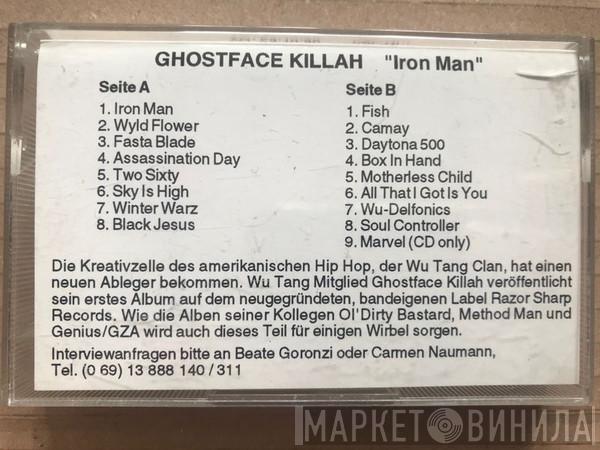 GHOSTFACE KILLAH "Iron Man"
Seite A
1. Iron Man
2. Wyld Flower
3. Fasta Blade
4. Assassination Day
5. Two Sixty
6. Sky Is High
7. Winter Warz
8. Black Jesus
Seite B
1. Fish
2. Camay
3. Daytona 500
4. Box In Hand
5. Motherless Child
6. All That I Got Is You
7. Wu-Delfonics
8. Soul Controller
9. Marvel (CD only)
Die Kreativzelle des amerikanischen Hip Hop, der Wu Tang Clan, hat einen
neuen Ableger bekommen. Wu Tang Mitglied Ghostface Killah veröffentlicht
sein erstes Album auf dem neugegründeten, bandeigenen Label Razor Sharp
Records. Wie die Alben seiner Kollegen Ol'Dirty Bastard, Method Man und
Genius/GZA wird auch dieses Teil für einigen Wirbel sorgen.
Interviewanfragen bitte an Beate Goronzi oder Carmen Naumann,
Tel. (0 69) 13 888 140 / 311
МАРКЕТ ВИНИЛА